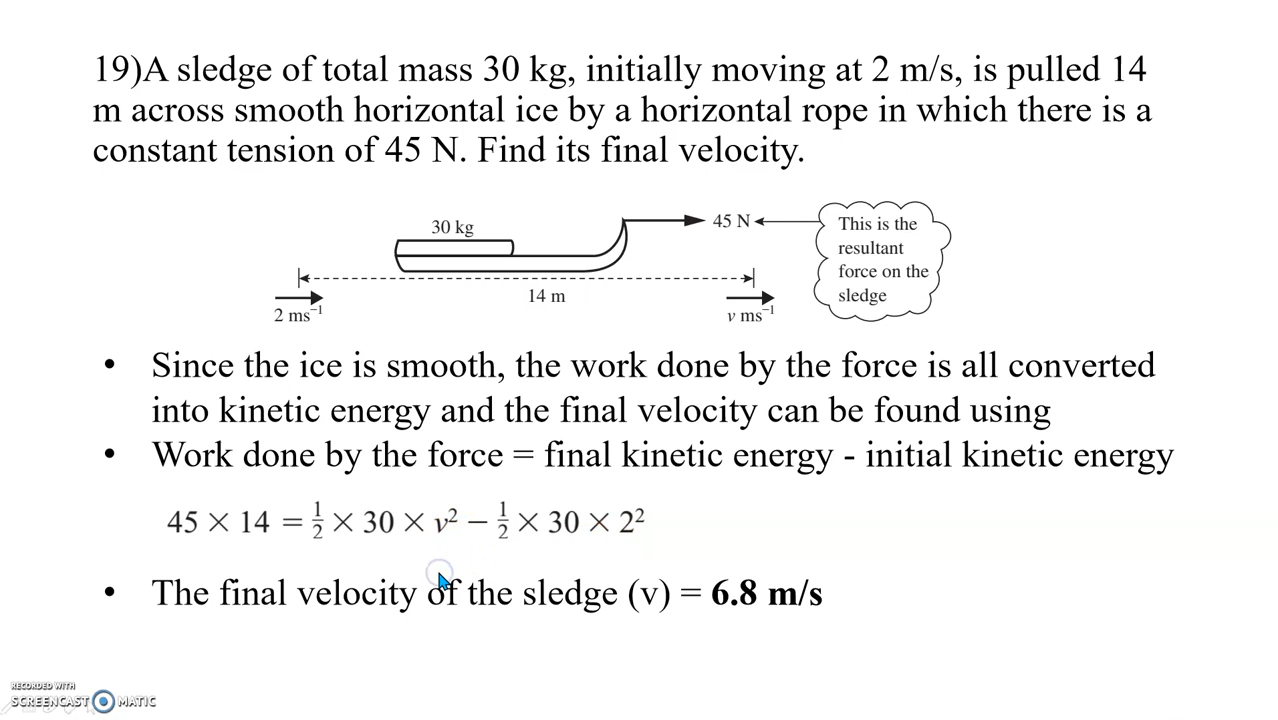 19)A sledge of total mass 30 kg, initially moving at 2 m/s, is pulled 14
m across smooth horizontal ice by a horizontal rope in which there is a
constant tension of 45 N. Find its final velocity.
30 kg
45 N
This is the
resultant
force on the
sledge
14 m
2 ms⁻¹
v ms⁻¹
• Since the ice is smooth, the work done by the force is all converted
into kinetic energy and the final velocity can be found using
• Work done by the force = final kinetic energy - initial kinetic energy
45 × 14 = ½ × 30 × v² − ½ × 30 × 2²
• The final velocity of the sledge (v) = 6.8 m/s
RECORDED WITH
SCREENCAST MATIC